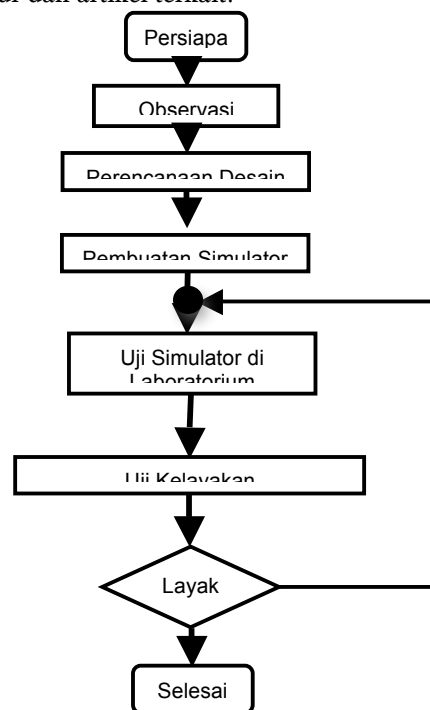 dan artikel terkait.
Persiapa
Observasi
Perencanaan Desain
Pembuatan Simulator
Uji Simulator di
Laboratorium
Uji Kelayakan
Layak
Selesai